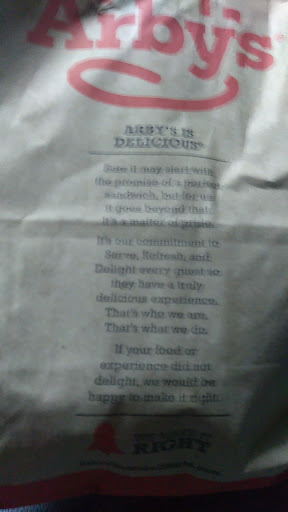 Arby's
ARBY'S IS
DELICIOUS
Sure it may start with
the promise of a perfect
sandwich, but for us
it goes beyond that.
It's a matter of pride.
It's our commitment to
Serve, Refresh, and
Delight every guest so
they have a truly
delicious experience.
That's who we are.
That's what we do.
If your food or
experience did not
delight, we would be
happy to make it right.
RIGHT